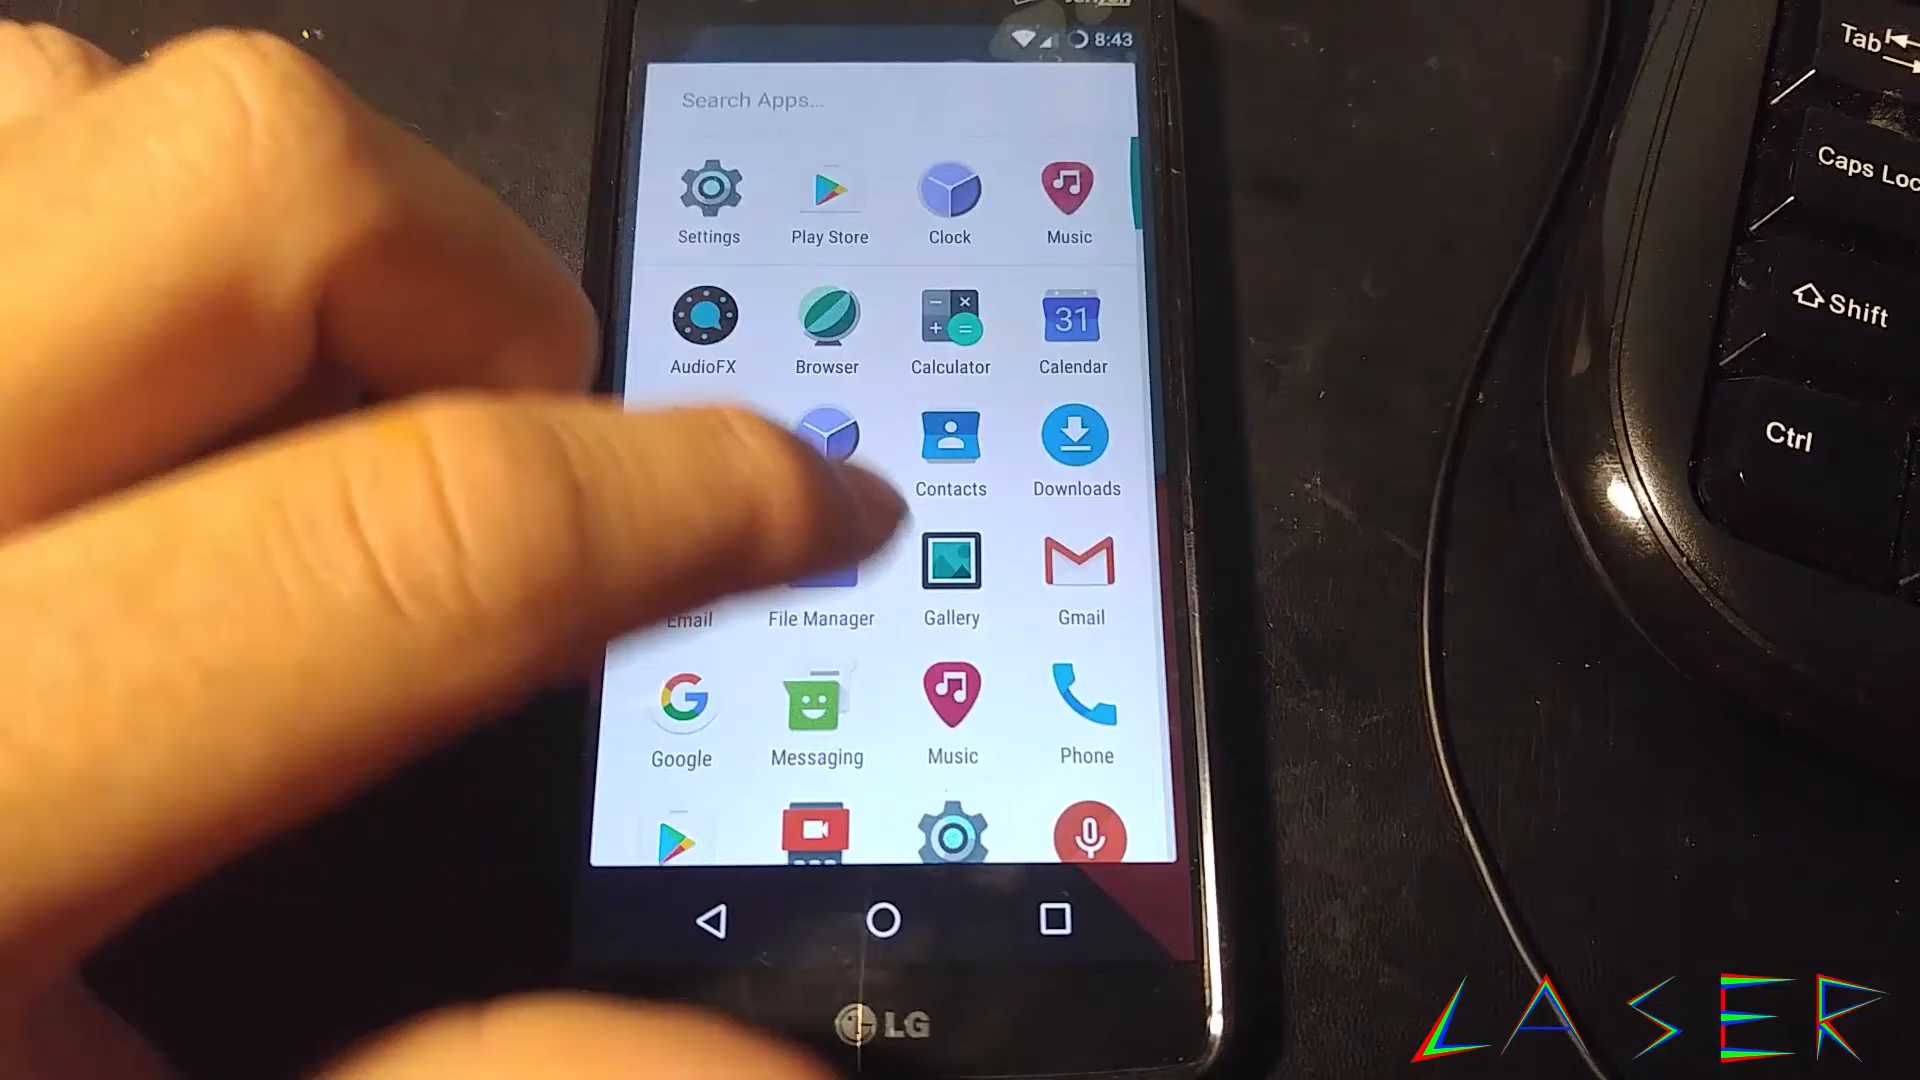 verizon
8:43
Search Apps...
Settings Play Store Clock Music
AudioFX Browser Calculator 31 Calendar
Contacts Downloads
Email File Manager Gallery Gmail
Google Messaging Music Phone
LG
Tab
Caps Loc
Shift
Ctrl
LASER